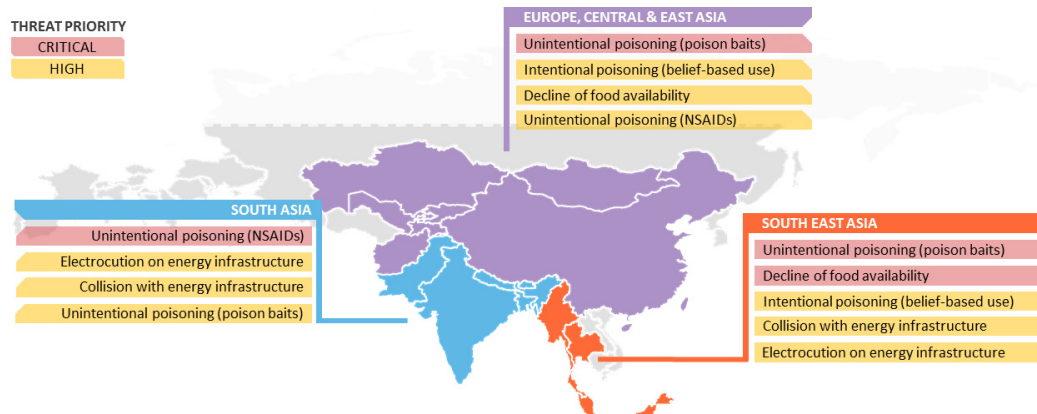 THREAT PRIORITY
CRITICAL
HIGH
EUROPE, CENTRAL & EAST ASIA
Unintentional poisoning (poison baits)
Intentional poisoning (belief-based use)
Decline of food availability
Unintentional poisoning (NSAIDs)
SOUTH ASIA
Unintentional poisoning (NSAIDs)
Electrocution on energy infrastructure
Collision with energy infrastructure
Unintentional poisoning (poison baits)
SOUTH EAST ASIA
Unintentional poisoning (poison baits)
Decline of food availability
Intentional poisoning (belief-based use)
Collision with energy infrastructure
Electrocution on energy infrastructure